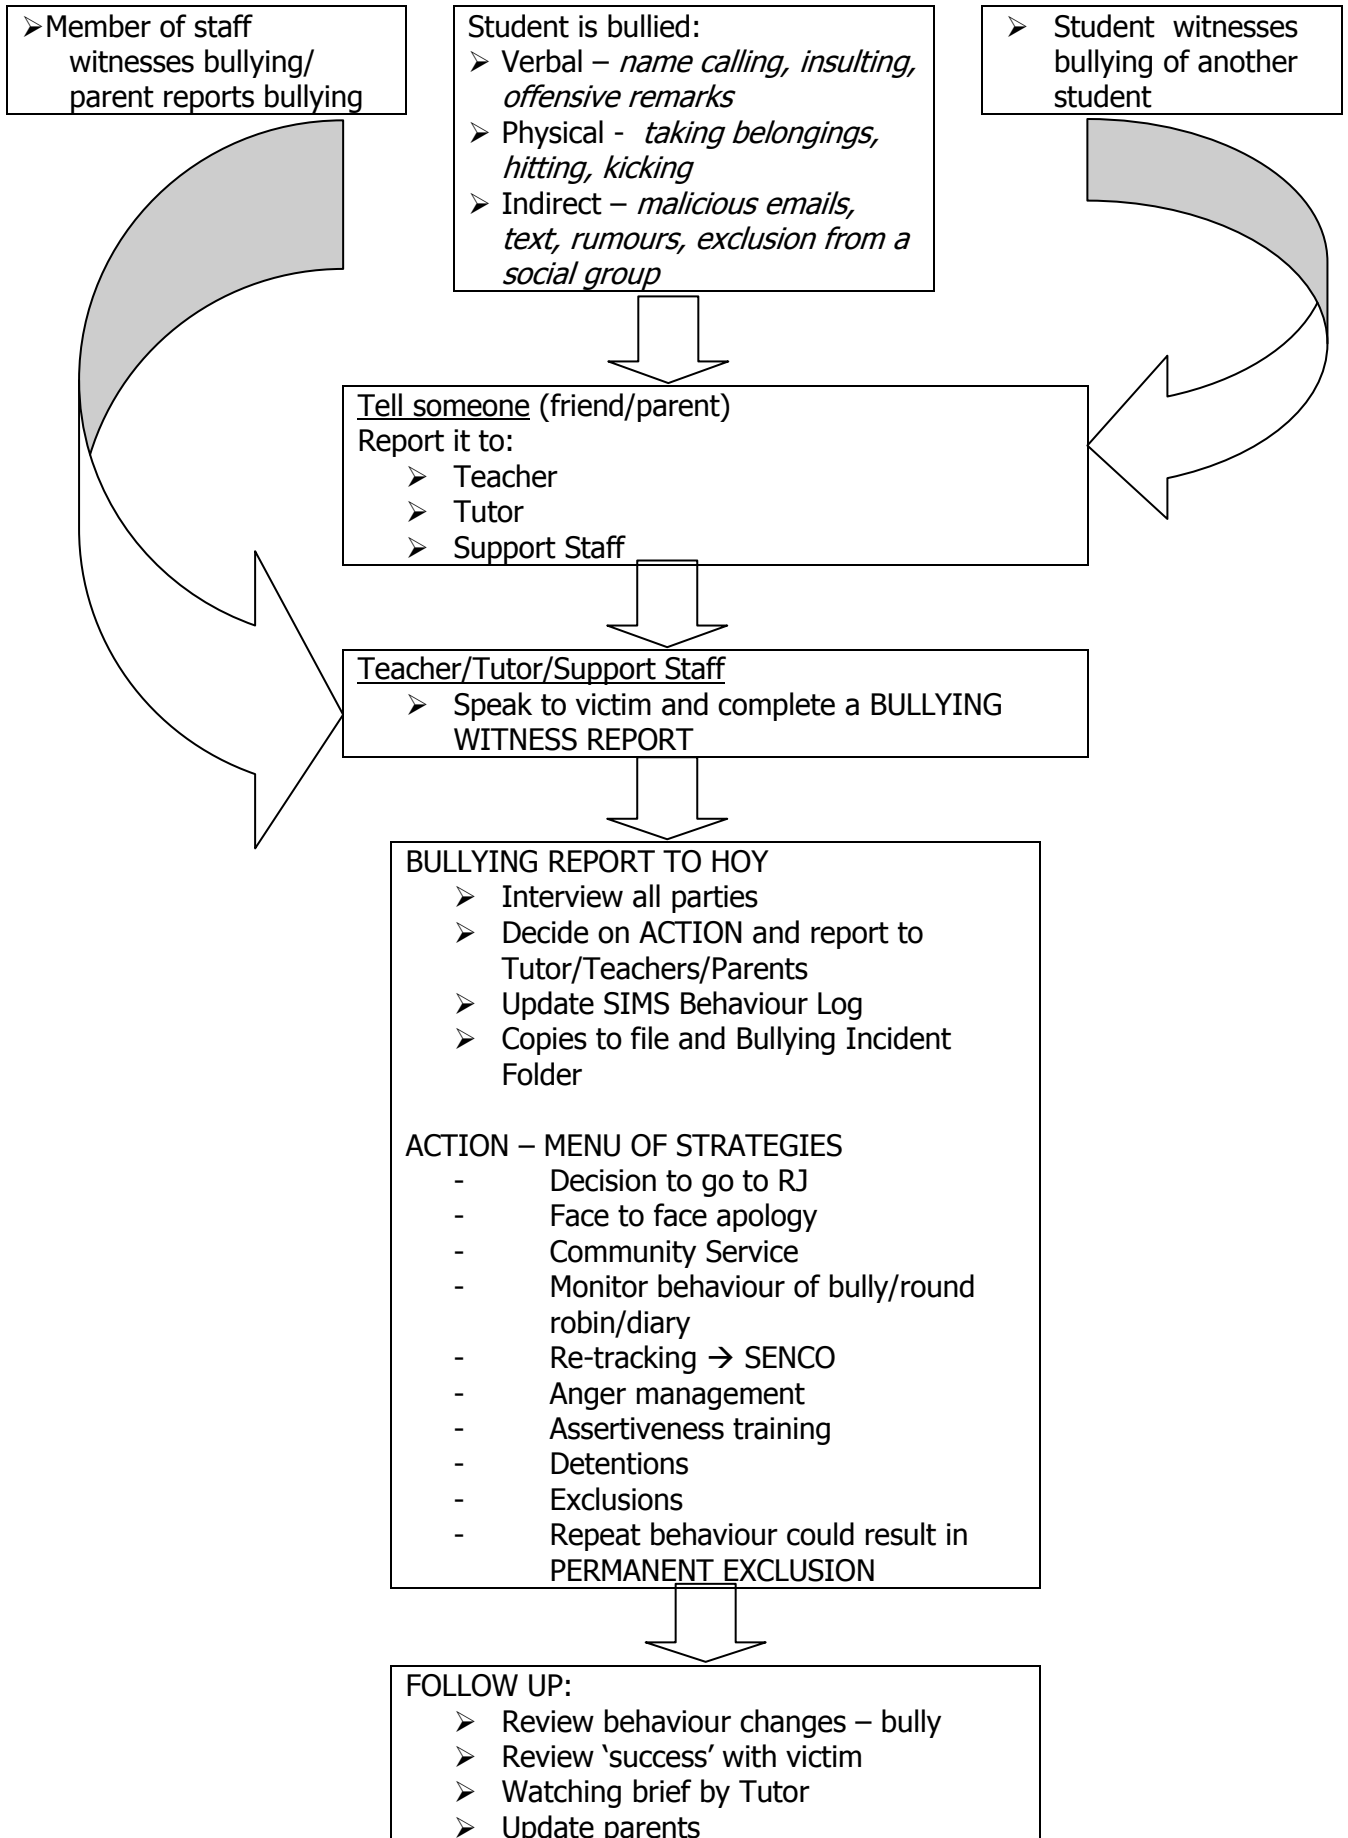 ➢Member of staff
witnesses bullying/
parent reports bullying
Student is bullied:
➢ Verbal – name calling, insulting,
offensive remarks
➢ Physical - taking belongings,
hitting, kicking
➢ Indirect – malicious emails,
text, rumours, exclusion from a
social group
➢ Student witnesses
bullying of another
student
Tell someone (friend/parent)
Report it to:
➢ Teacher
➢ Tutor
➢ Support Staff
Teacher/Tutor/Support Staff
➢ Speak to victim and complete a BULLYING
WITNESS REPORT
BULLYING REPORT TO HOY
➢ Interview all parties
➢ Decide on ACTION and report to
Tutor/Teachers/Parents
➢ Update SIMS Behaviour Log
➢ Copies to file and Bullying Incident
Folder
ACTION – MENU OF STRATEGIES
- Decision to go to RJ
- Face to face apology
- Community Service
- Monitor behaviour of bully/round
robin/diary
- Re-tracking → SENCO
- Anger management
- Assertiveness training
- Detentions
- Exclusions
- Repeat behaviour could result in
PERMANENT EXCLUSION
FOLLOW UP:
➢ Review behaviour changes – bully
➢ Review ‘success’ with victim
➢ Watching brief by Tutor
➢ Update parents